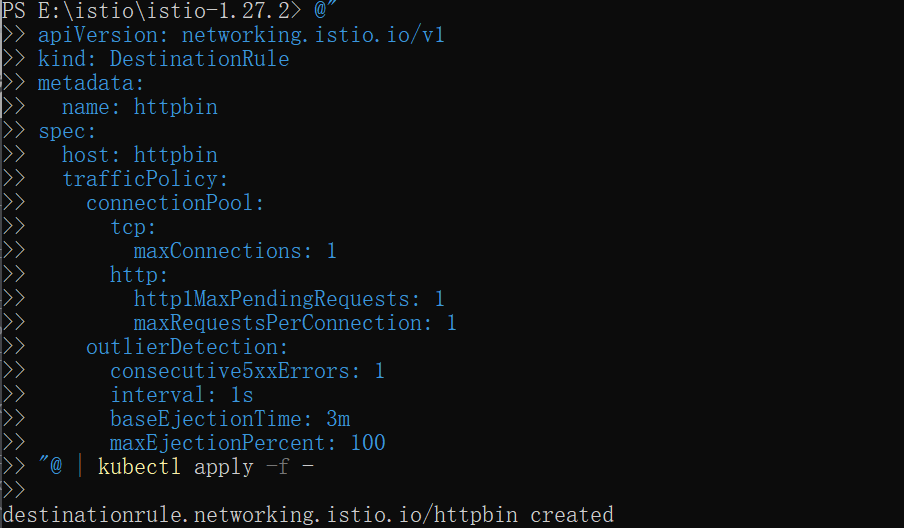 PS E:\istio\istio-1.27.2> @"
>> apiVersion: networking.istio.io/v1
>> kind: DestinationRule
>> metadata:
>>   name: httpbin
>> spec:
>>   host: httpbin
>>   trafficPolicy:
>>     connectionPool:
>>       tcp:
>>         maxConnections: 1
>>       http:
>>         http1MaxPendingRequests: 1
>>         maxRequestsPerConnection: 1
>>     outlierDetection:
>>       consecutive5xxErrors: 1
>>       interval: 1s
>>       baseEjectionTime: 3m
>>       maxEjectionPercent: 100
>> "@ | kubectl apply -f -
>>
destinationrule.networking.istio.io/httpbin created